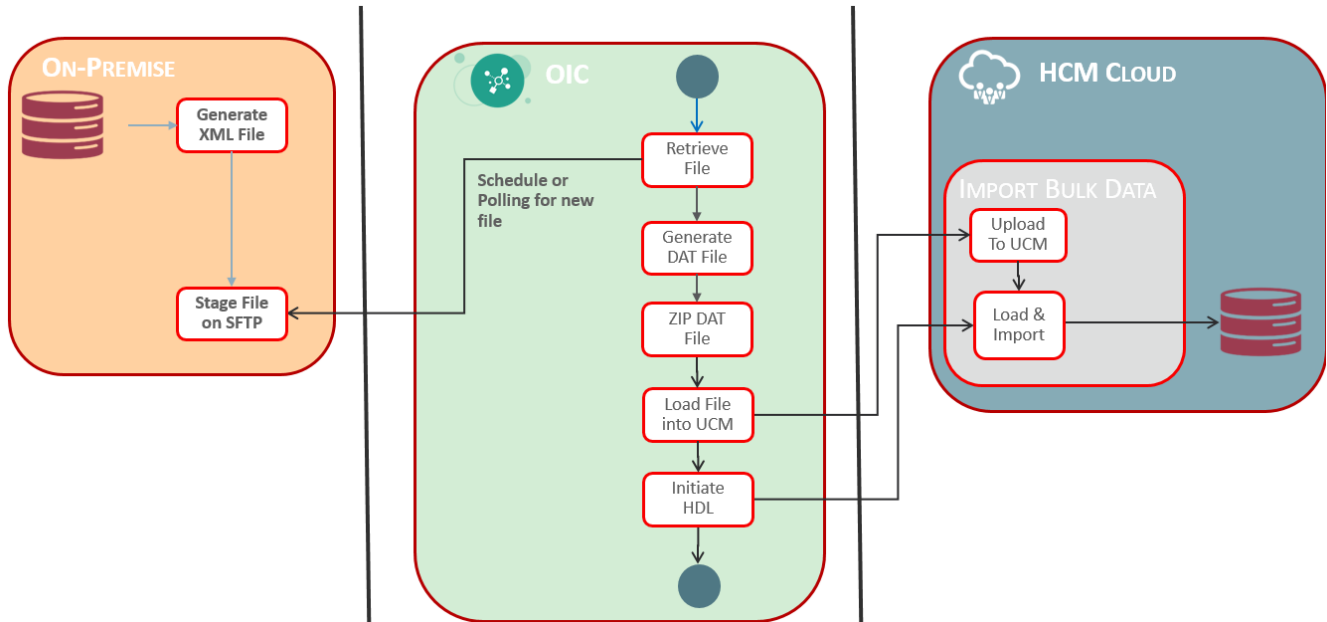 ON-PREMISE
Generate
XML File
Stage File
on SFTP
Schedule or
Polling for new
file
OIC
Retrieve
File
Generate
DAT File
ZIP DAT
File
Load File
into UCM
Initiate
HDL
HCM CLOUD
IMPORT BULK DATA
Upload
To UCM
Load &
Import